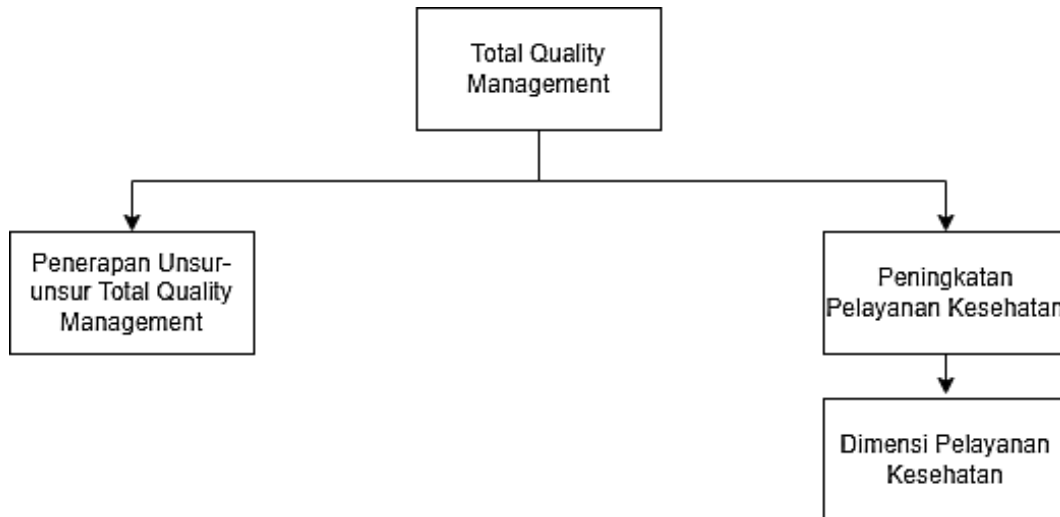 Total Quality
Management
Penerapan Unsur-
unsur Total Quality
Management
Peningkatan
Pelayanan Kesehatan
Dimensi Pelayanan
Kesehatan